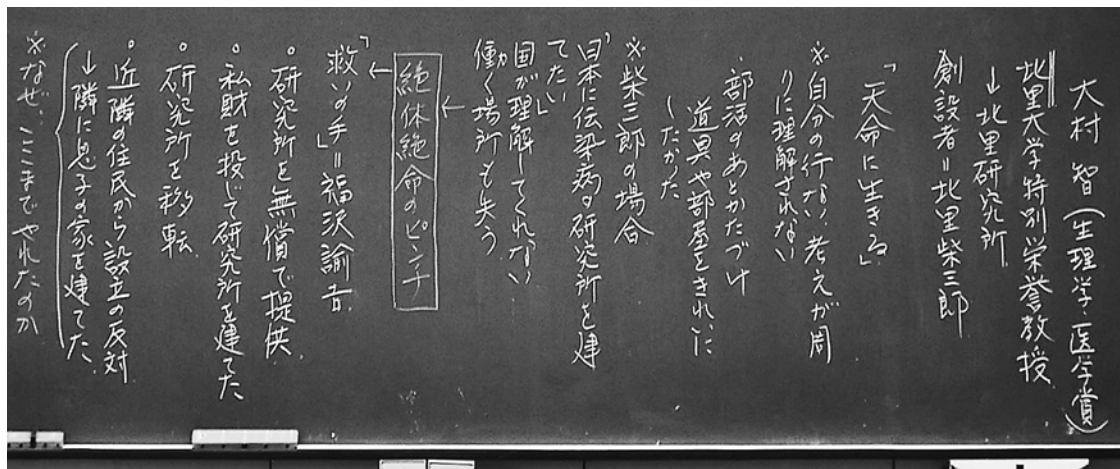 大村 智(生理学・医学賞)
北里大学特別栄誉教授
↓北里研究所
創設者=北里柴三郎
「天命に生きる」
※自分の行ない、考えが周
りに理解されない
・部活のあとかたづけ
道具や部屋をきれいに
したかった
※柴三郎の場合
「日本に伝染病の研究所を建
てたい」
国が理解してくれない
働く場所も失う
↓
絶体絶命のピンチ
↓
「救いの手」=福沢諭吉
。研究所を無償で提供
。私財を投じて研究所を建てた
。研究所を移転
。近隣の住民から設立の反対
↓隣に息子の家を建てた
※なぜ、ここまでやれたのか